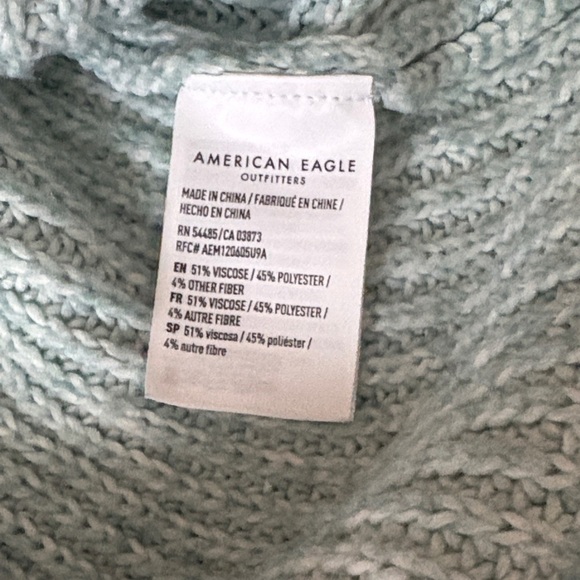 AMERICAN EAGLE
OUTFITTERS
MADE IN CHINA / FABRIQUÉ EN CHINE /
HECHO EN CHINA
RN 54485/CA 03873
RFC# AEM120605U9A
EN 51% VISCOSE / 45% POLYESTER /
4% OTHER FIBER
FR 51% VISCOSE / 45% POLYESTER /
4% AUTRE FIBRE
SP 51% viscosa / 45% poliéster /
4% autre fibre